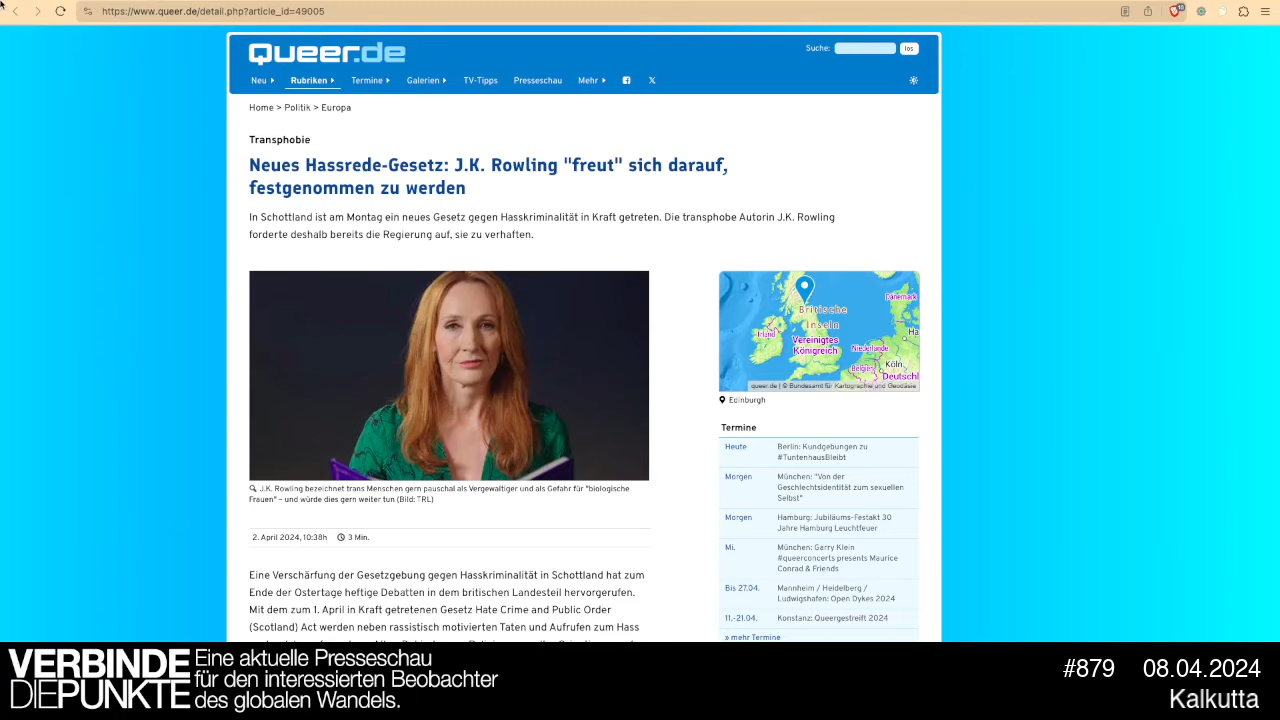 https://www.queer.de/detail.php?article_id=49005
18
Queer.de
Suche:
los
Neu
Rubriken
Termine
Galerien
TV-Tipps
Presseschau
Mehr
Home > Politik > Europa
Transphobie
Neues Hassrede-Gesetz: J.K. Rowling "freut" sich darauf,
festgenommen zu werden
In Schottland ist am Montag ein neues Gesetz gegen Hasskriminalität in Kraft getreten. Die transphobe Autorin J.K. Rowling
forderte deshalb bereits die Regierung auf, sie zu verhaften.
J.K. Rowling bezeichnet trans Menschen gern pauschal als Vergewaltiger und als Gefahr für "biologische
Frauen" – und würde dies gern weiter tun (Bild: TRL)
2. April 2024, 10:38h
3 Min.
Eine Verschärfung der Gesetzgebung gegen Hasskriminalität in Schottland hat zum
Ende der Ostertage heftige Debatten in dem britischen Landesteil hervorgerufen.
Mit dem zum 1. April in Kraft getretenen Gesetz Hate Crime and Public Order
(Scotland) Act werden neben rassistisch motivierten Taten und Aufrufen zum Hass
Britische
Inseln
Dänemark
Irland
Vereinigtes
Königreich
Ha
Niederlande
Köln
Belgien
Deutschl
queer.de | © Bundesamt für Kartographie und Geodäsie
Edinburgh
Termine
Heute
Berlin: Kundgebungen zu
#TuntenhausBleibt
Morgen
München: "Von der
Geschlechtsidentität zum sexuellen
Selbst"
Morgen
Hamburg: Jubiläums-Festakt 30
Jahre Hamburg Leuchtfeuer
Mi.
München: Garry Klein
#queerconcerts presents Maurice
Conrad & Friends
Bis 27.04.
Mannheim / Heidelberg /
Ludwigshafen: Open Dykes 2024
11.-21.04.
Konstanz: Queergestreift 2024
» mehr Termine
VERBINDE
DIEPUNKTE
Eine aktuelle Presseschau
für den interessierten Beobachter
des globalen Wandels.
#879
08.04.2024
Kalkutta